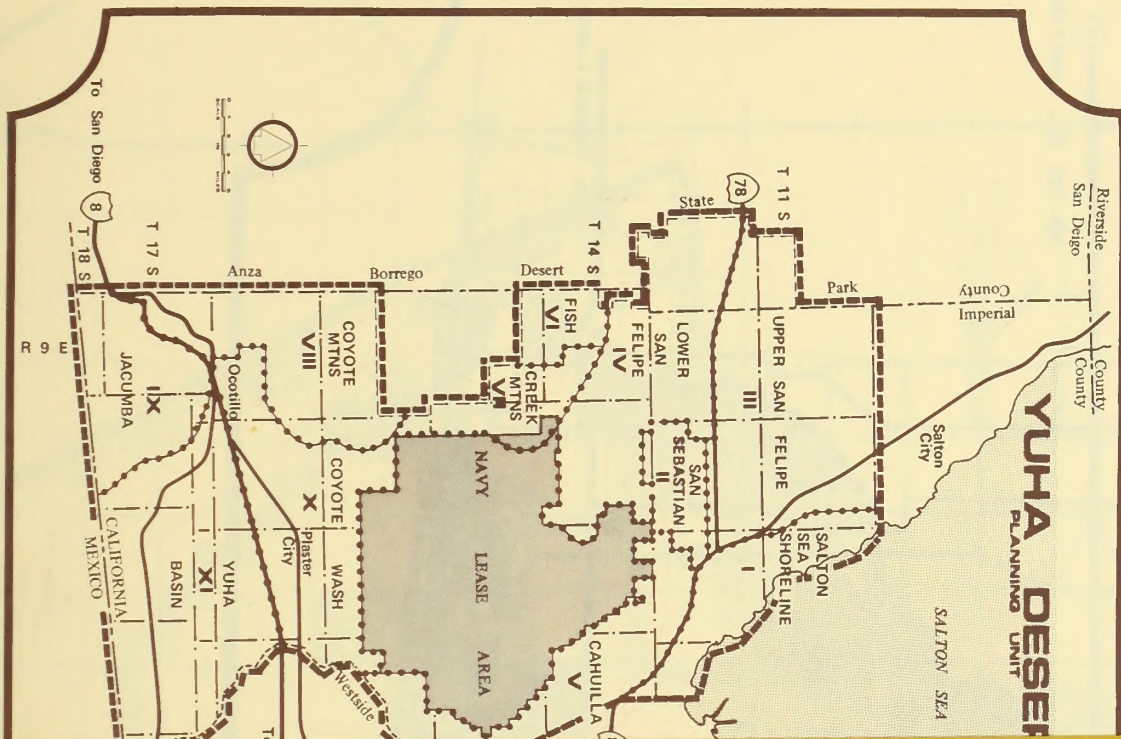 YUHA DESER
PLANNING UNIT
SALTON SEA
Riverside
San Deigo
County
County
County
Imperial
Salton
City
Park
T 11 S
State
78
UPPER SAN FELIPE
III
SALTON
SEA
SHORELINE
I
LOWER
SAN
FELIPE
IV
SAN
SEBASTIAN
II
T 14 S
Desert
FISH
VI
CREEK
MTNS
VII
CAHUILLA
V
Borrego
NAVY LEASE AREA
COYOTE
MTNS
VIII
COYOTE WASH
X
Anza
T 17 S
T 18 S
To San Diego 8
R 9 E
Ocotillo
Plaster
City
JACUMBA
IX
YUHA
XI
BASIN
Westside
To
CALIFORNIA
MEXICO